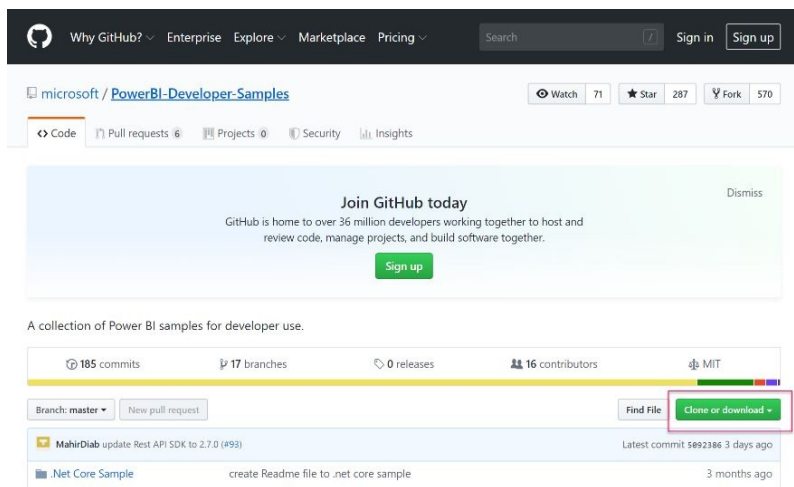 Why GitHub? Enterprise Explore Marketplace Pricing Search / Sign in Sign up
microsoft / PowerBI-Developer-Samples Watch 71 Star 287 Fork 570
<> Code Pull requests 6 Projects 0 Security Insights
Dismiss
Join GitHub today
GitHub is home to over 36 million developers working together to host and
review code, manage projects, and build software together.
Sign up
A collection of Power BI samples for developer use.
185 commits 17 branches 0 releases 16 contributors MIT
Branch: master New pull request Find File Clone or download
MahirDiab update Rest API SDK to 2.7.0 (#93) Latest commit 5092386 3 days ago
.Net Core Sample create Readme file to .net core sample 3 months ago